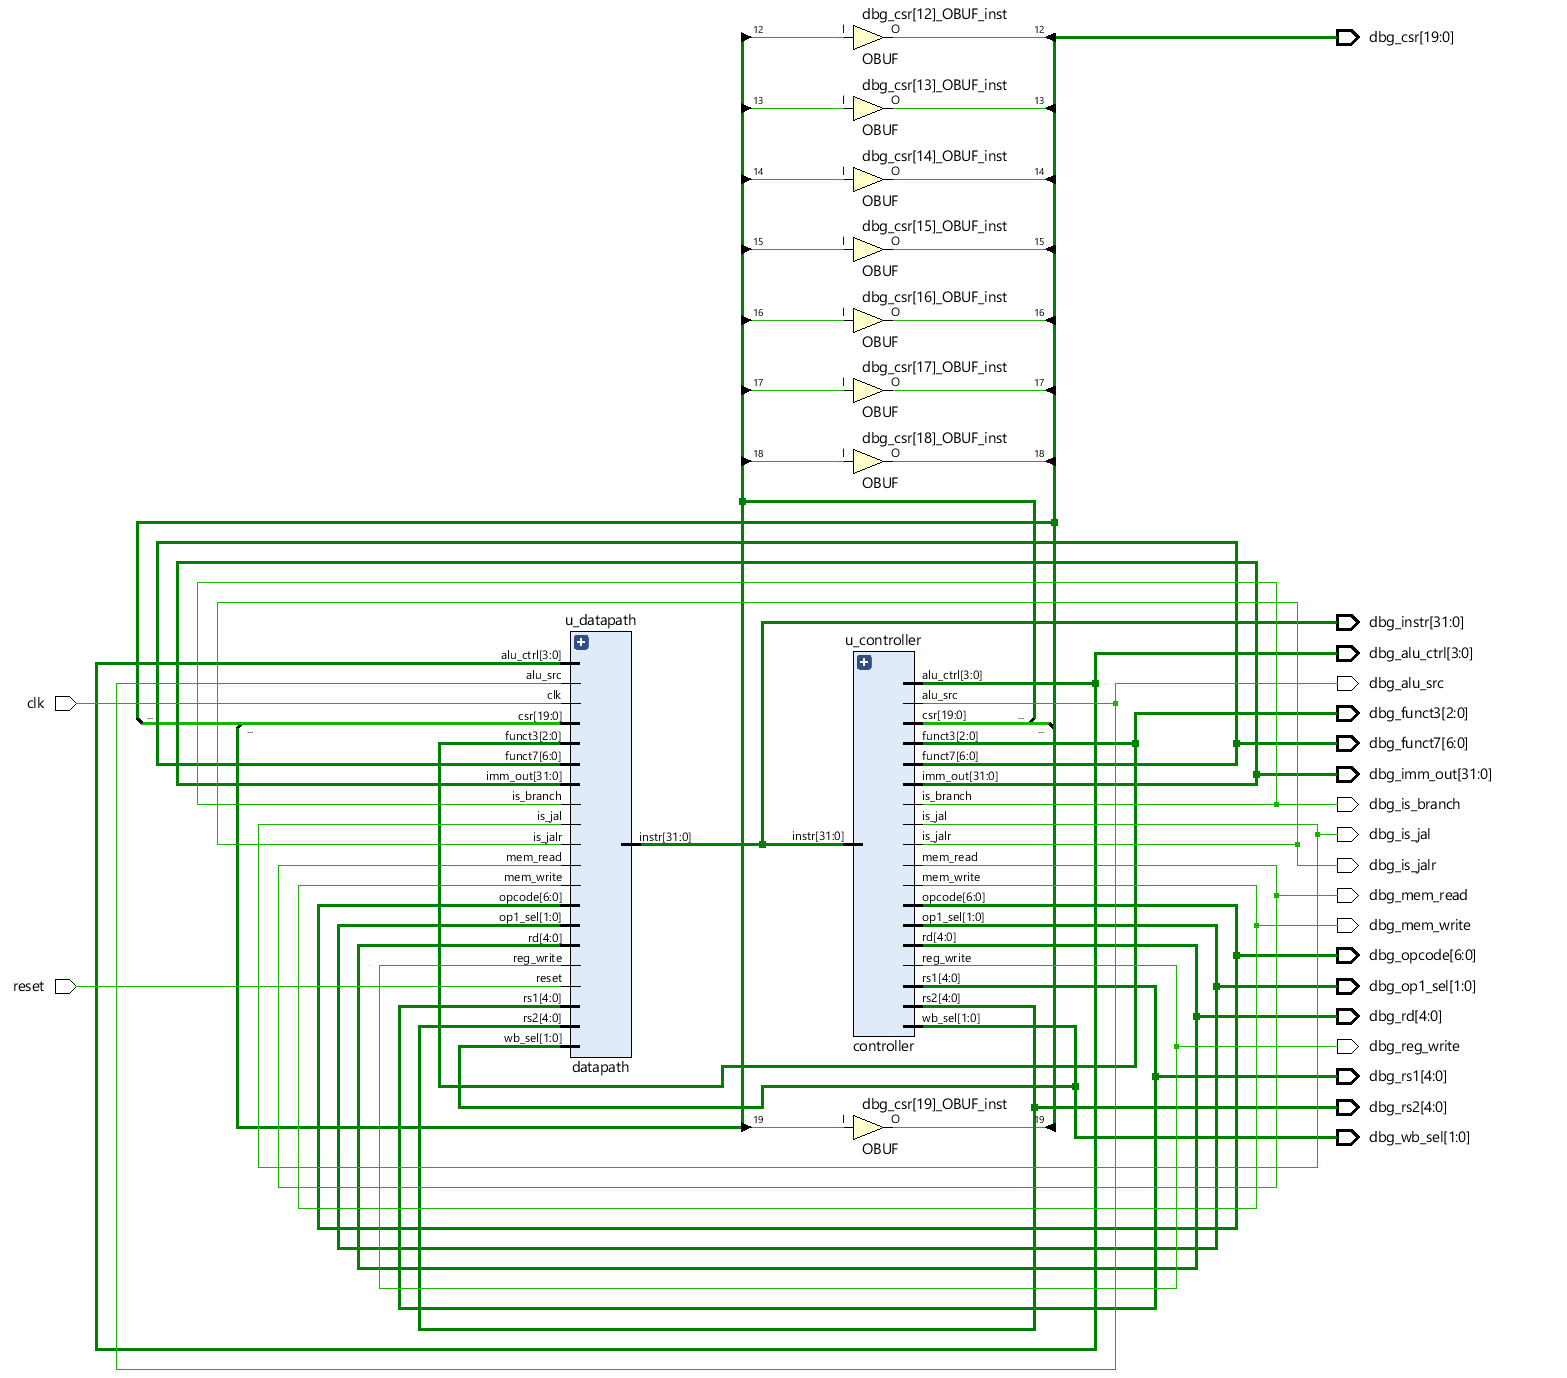 dbg_csr[12]_OBUF_inst
12 I O 12 dbg_csr[19:0]
OBUF
dbg_csr[13]_OBUF_inst
13 I O 13
OBUF
dbg_csr[14]_OBUF_inst
14 I O 14
OBUF
dbg_csr[15]_OBUF_inst
15 I O 15
OBUF
dbg_csr[16]_OBUF_inst
16 I O 16
OBUF
dbg_csr[17]_OBUF_inst
17 I O 17
OBUF
dbg_csr[18]_OBUF_inst
18 I O 18
OBUF
clk
reset
u_datapath
alu_ctrl[3:0]
alu_src
clk
... csr[19:0]
...
funct3[2:0]
funct7[6:0]
imm_out[31:0]
is_branch
is_jal
is_jalr
mem_read
mem_write
opcode[6:0]
op1_sel[1:0]
rd[4:0]
reg_write
reset
rs1[4:0]
rs2[4:0]
wb_sel[1:0]
instr[31:0]
datapath
u_controller
instr[31:0]
alu_ctrl[3:0]
alu_src
csr[19:0] ...
...
funct3[2:0]
funct7[6:0]
imm_out[31:0]
is_branch
is_jal
is_jalr
mem_read
mem_write
opcode[6:0]
op1_sel[1:0]
rd[4:0]
reg_write
rs1[4:0]
rs2[4:0]
wb_sel[1:0]
controller
dbg_csr[19]_OBUF_inst
19 I O 19
OBUF
dbg_instr[31:0]
dbg_alu_ctrl[3:0]
dbg_alu_src
dbg_funct3[2:0]
dbg_funct7[6:0]
dbg_imm_out[31:0]
dbg_is_branch
dbg_is_jal
dbg_is_jalr
dbg_mem_read
dbg_mem_write
dbg_opcode[6:0]
dbg_op1_sel[1:0]
dbg_rd[4:0]
dbg_reg_write
dbg_rs1[4:0]
dbg_rs2[4:0]
dbg_wb_sel[1:0]